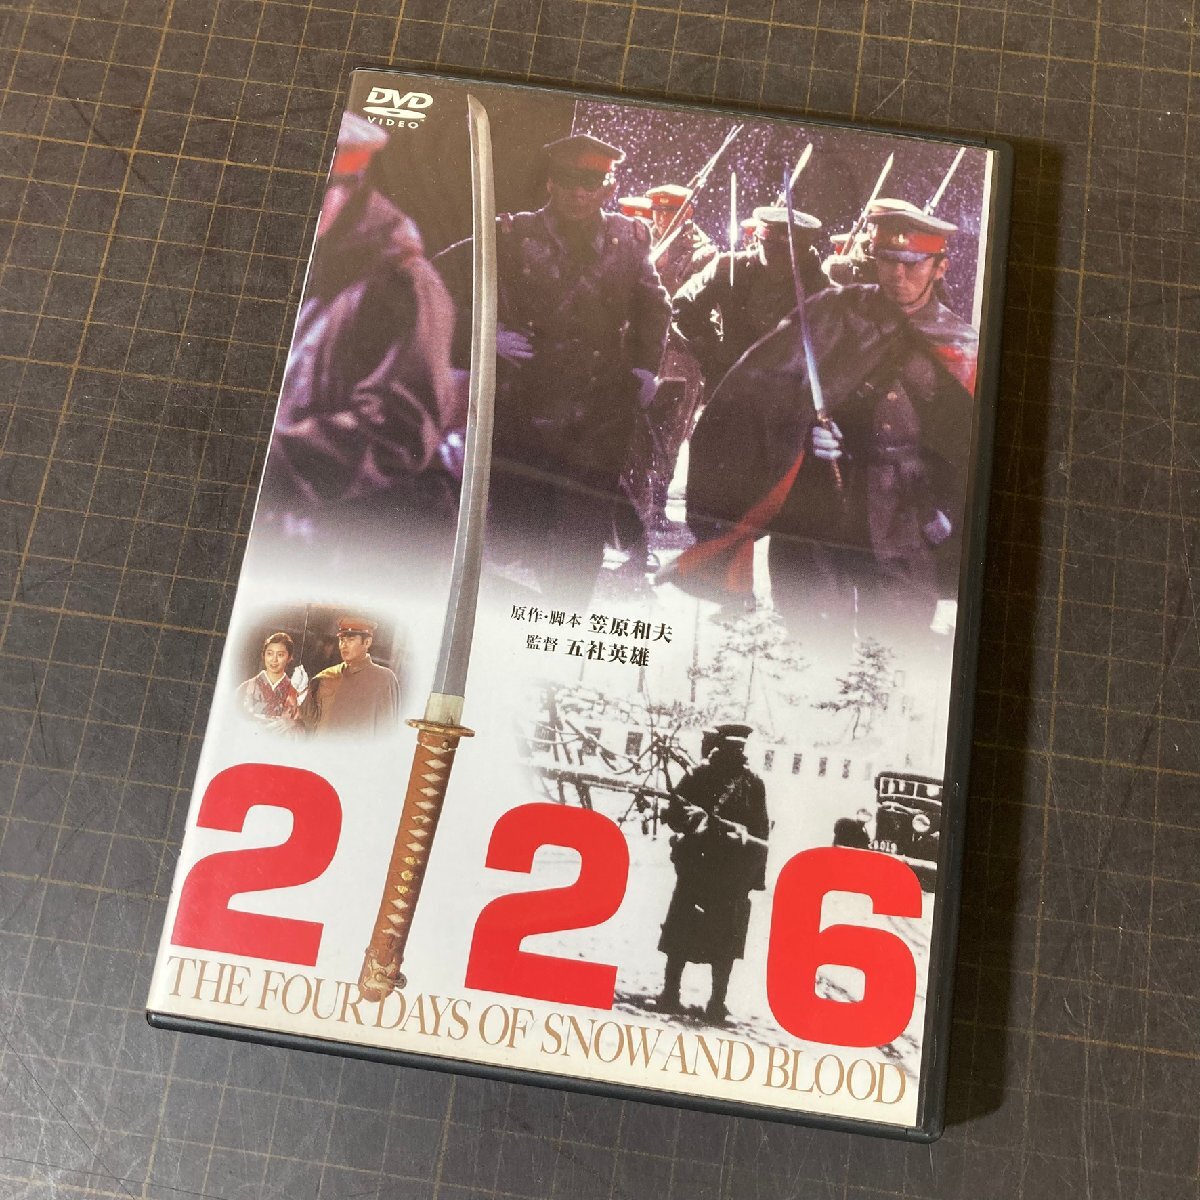 DVD
VIDEO
原作・脚本 笠原和夫
監督 五社英雄
226
THE FOUR DAYS OF SNOW AND BLOOD